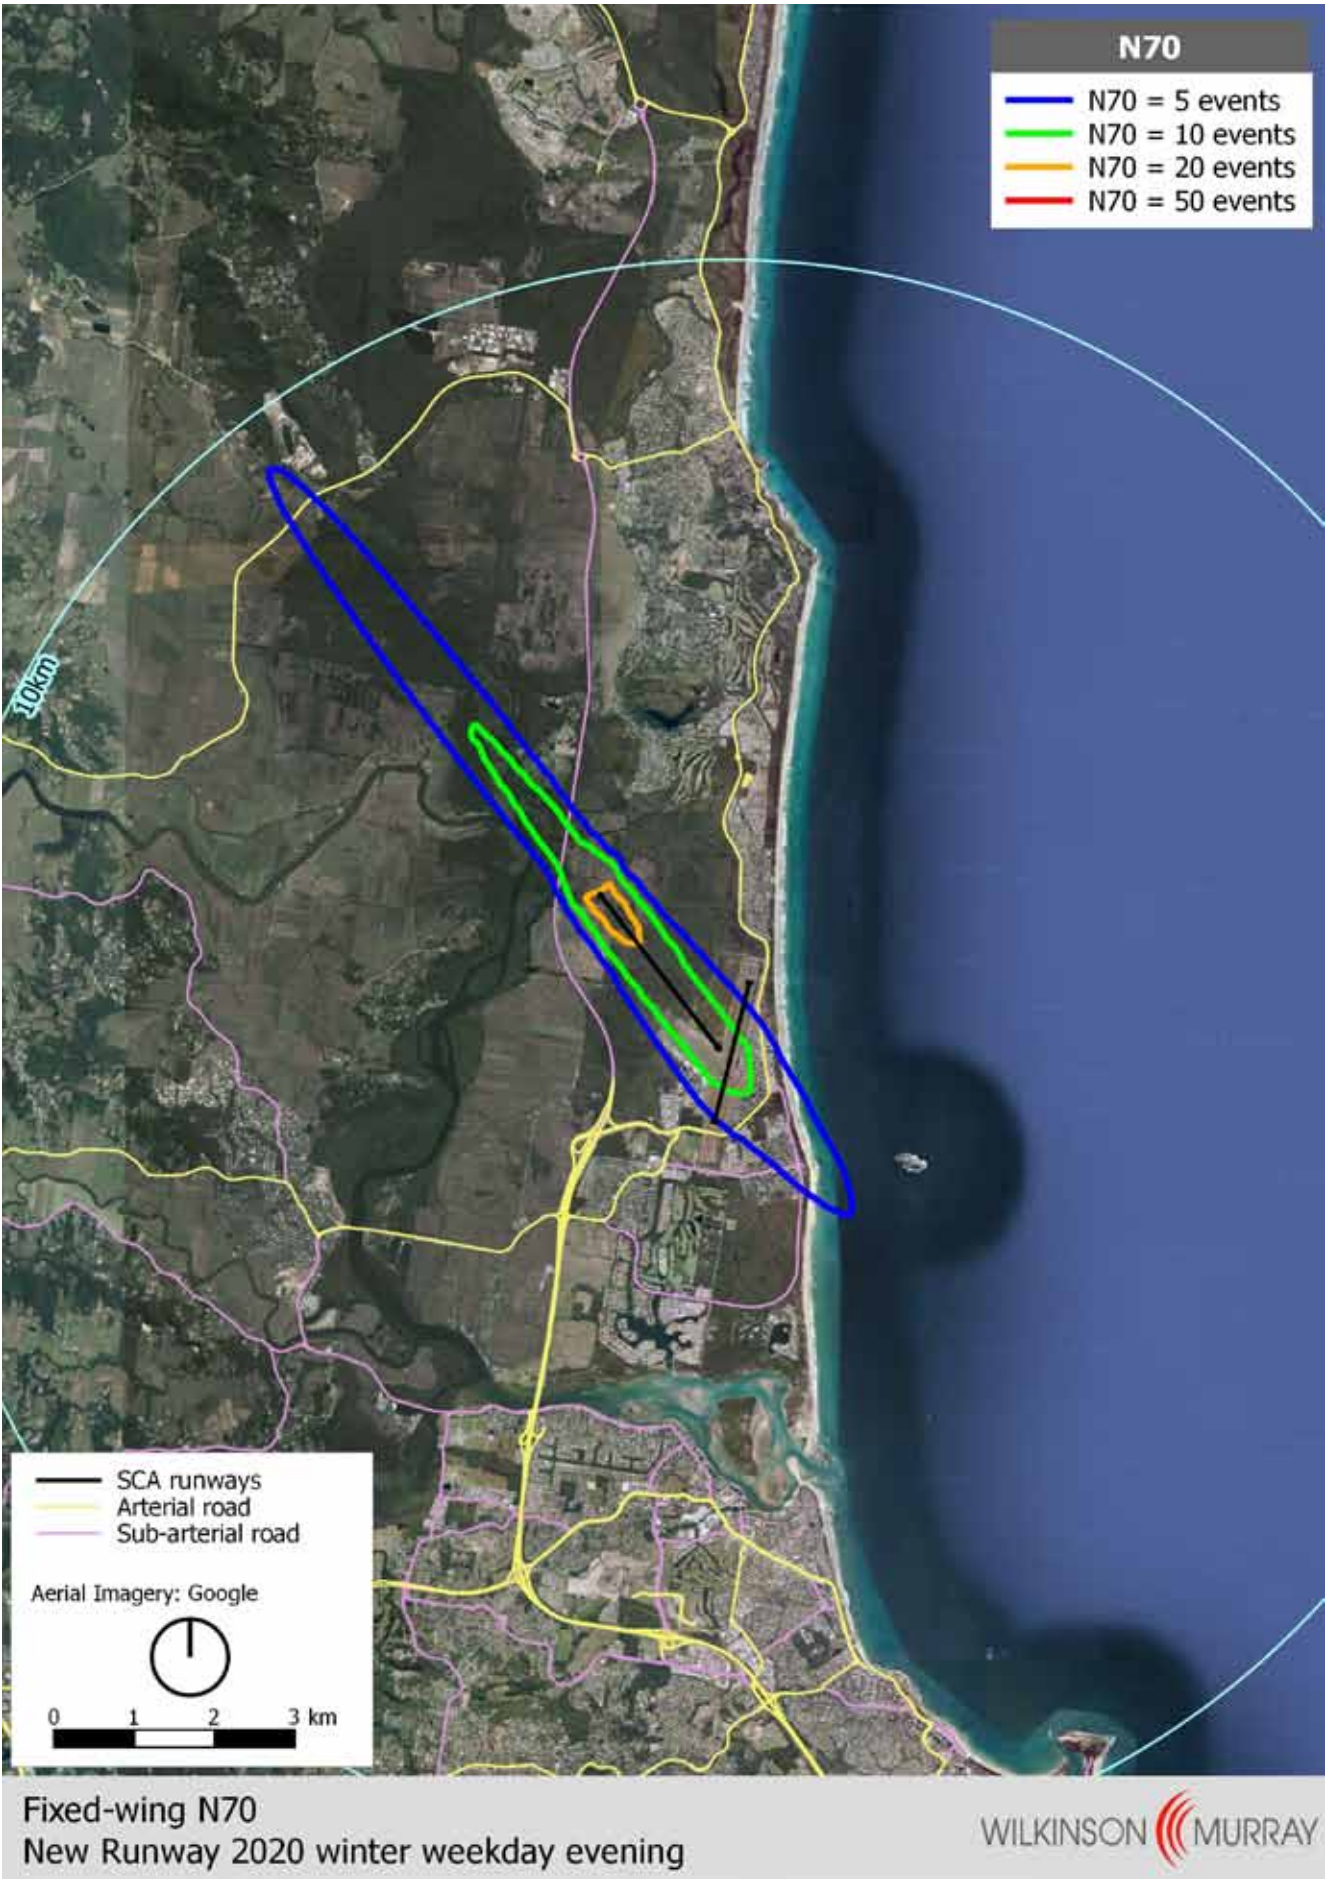 N70
N70 = 5 events
N70 = 10 events
N70 = 20 events
N70 = 50 events
10km
SCA runways
Arterial road
Sub-arterial road
Aerial Imagery: Google
0 1 2 3 km
Fixed-wing N70
New Runway 2020 winter weekday evening
WILKINSON MURRAY